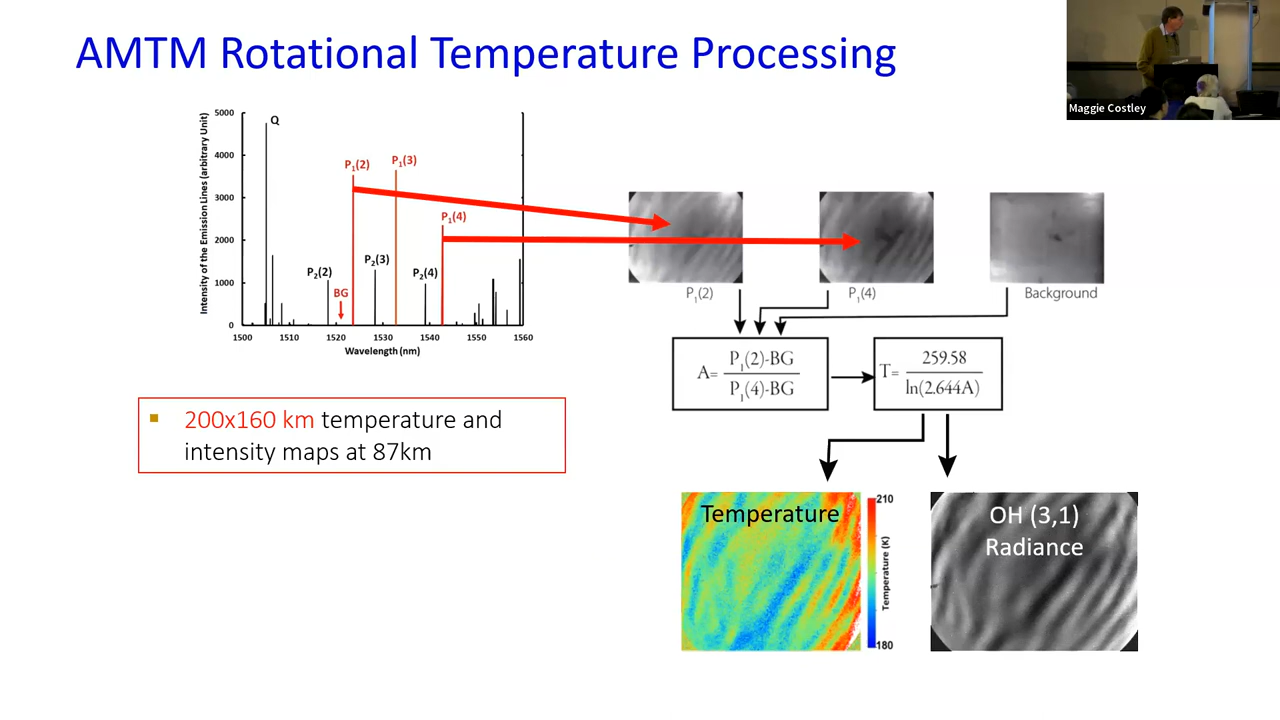 AMTM Rotational Temperature Processing
Maggie Costley
Intensity of the Emission Lines (arbitrary Unit)
5000
4000
3000
2000
1000
0
Q
P₁(2)
P₁(3)
P₁(4)
P₂(2)
P₂(3)
P₂(4)
BG
1500 1510 1520 1530 1540 1550 1560
Wavelength (nm)
P₁(2)
P₁(4)
Background
A= P₁(2)-BG
P₁(4)-BG
T= 259.58
ln(2.644A)
200x160 km temperature and
intensity maps at 87km
Temperature
210
Temperature (K)
180
OH (3,1)
Radiance